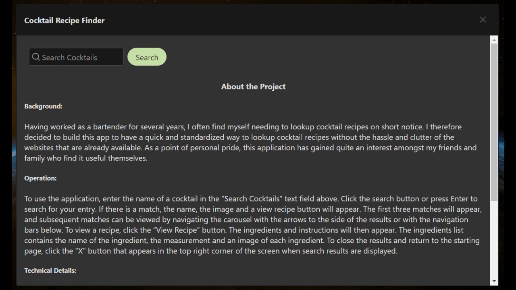 Cocktail Recipe Finder
Search Cocktails
Search
About the Project
Background:
Having worked as a bartender for several years, I often find myself needing to lookup cocktail recipes on short notice. I therefore
decided to build this app to have a quick and standardized way to lookup cocktail recipes without the hassle and clutter of the
websites that are already available. As a point of personal pride, this application has gained quite an interest amongst my friends and
family who find it useful themselves.
Operation:
To use the application, enter the name of a cocktail in the "Search Cocktails" text field above. Click the search button or press Enter to
search for your entry. If there is a match, the name, the image and a view recipe button will appear. The first three matches will appear,
and subsequent matches can be viewed by navigating the carousel with the arrows to the side of the results or with the navigation
bars below. To view a recipe, click the "View Recipe" button. The ingredients and instructions will then appear. The ingredients list
contains the name of the ingredient, the measurement and an image of each ingredient. To close the results and return to the starting
page, click the "X" button that appears in the top right corner of the screen when search results are displayed.
Technical Details: